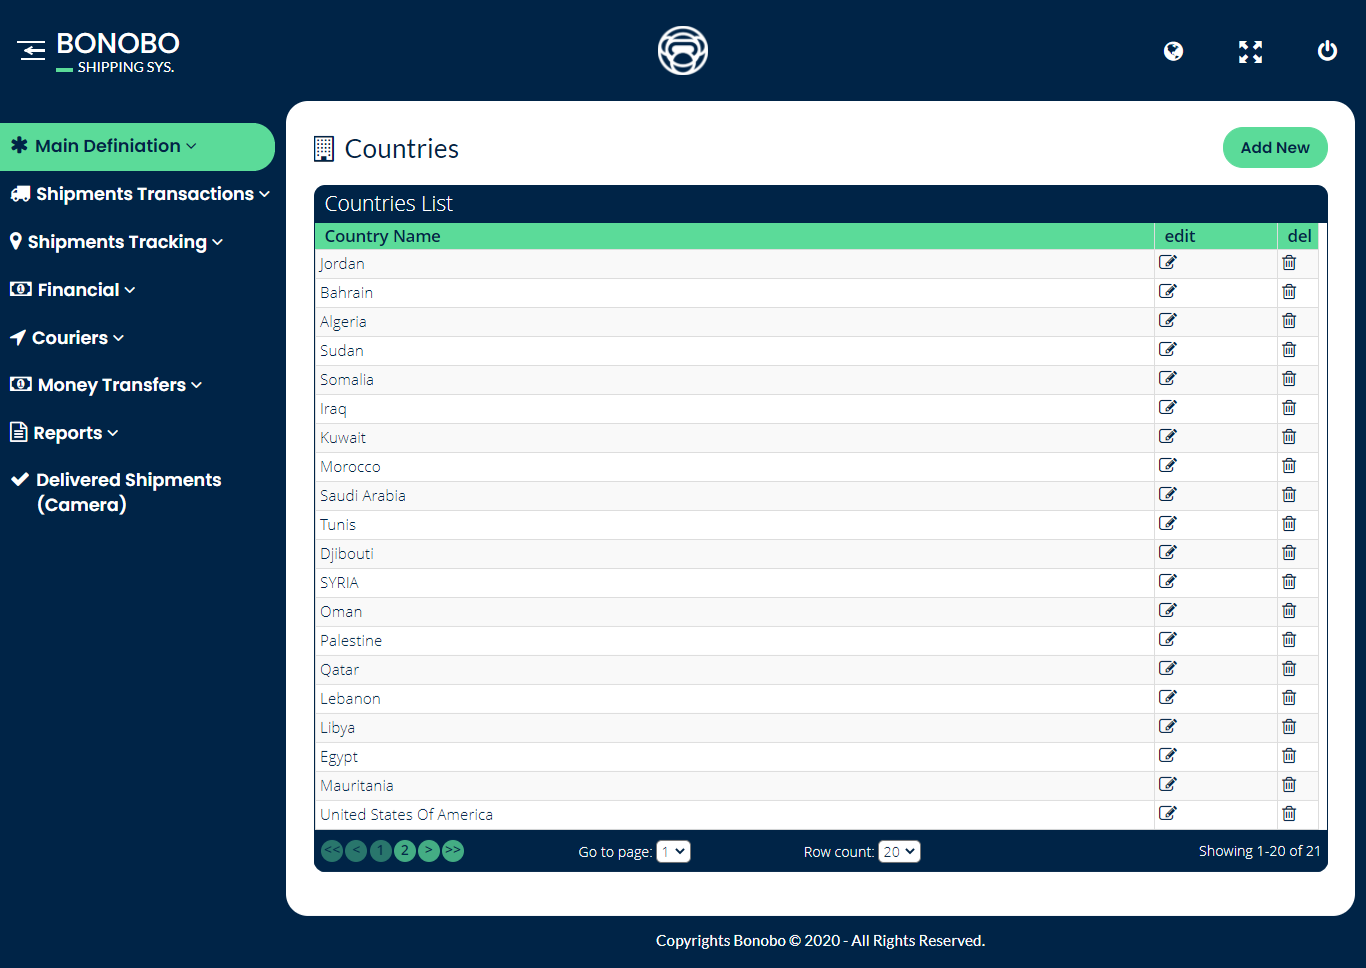 BONOBO
SHIPPING SYS.
Main Definiation
Shipments Transactions
Shipments Tracking
Financial
Couriers
Money Transfers
Reports
Delivered Shipments
(Camera)
Countries
Add New
Countries List
Country Name edit del
Jordan
Bahrain
Algeria
Sudan
Somalia
Iraq
Kuwait
Morocco
Saudi Arabia
Tunis
Djibouti
SYRIA
Oman
Palestine
Qatar
Lebanon
Libya
Egypt
Mauritania
United States Of America
<< < 1 2 > >> Go to page: 1 Row count: 20 Showing 1-20 of 21
Copyrights Bonobo © 2020 - All Rights Reserved.